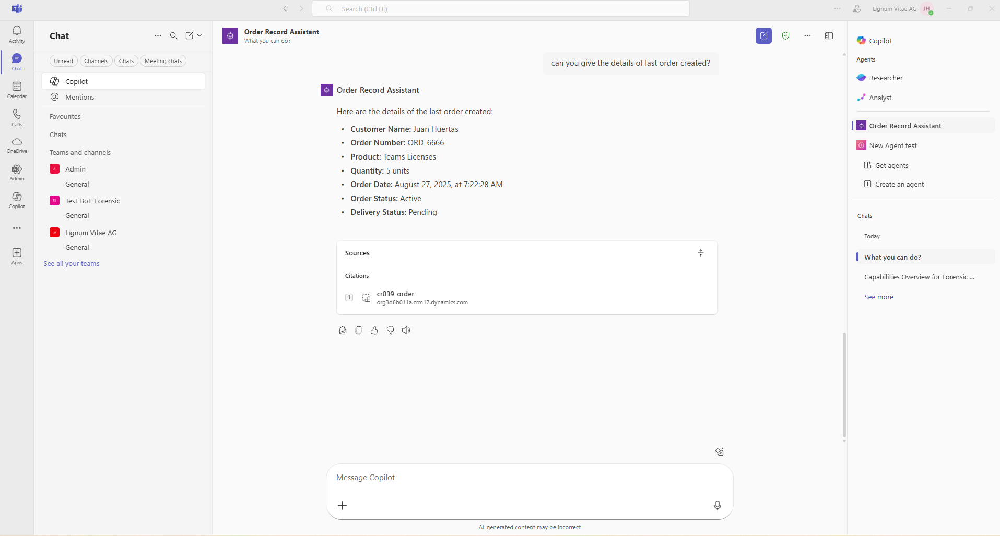 Search (Ctrl+E)
Lignum Vitae AG
JH
Activity
Chat
Calendar
Calls
OneDrive
Admin
Copilot
Apps
Chat
Unread
Channels
Chats
Meeting chats
Copilot
Mentions
Favourites
Chats
Teams and channels
A
Admin
General
TB
Test-BoT-Forensic
General
LV
Lignum Vitae AG
General
See all your teams
Order Record Assistant
What you can do?
can you give the details of last order created?
Order Record Assistant
Here are the details of the last order created:
• Customer Name: Juan Huertas
• Order Number: ORD-6666
• Product: Teams Licenses
• Quantity: 5 units
• Order Date: August 27, 2025, at 7:22:28 AM
• Order Status: Active
• Delivery Status: Pending
Sources
Citations
1
cr039_order
org3d6b011a.crm17.dynamics.com
Message Copilot
AI-generated content may be incorrect
Copilot
Agents
Researcher
Analyst
Order Record Assistant
New Agent test
Get agents
Create an agent
Chats
Today
What you can do?
Capabilities Overview for Forensic ...
See more